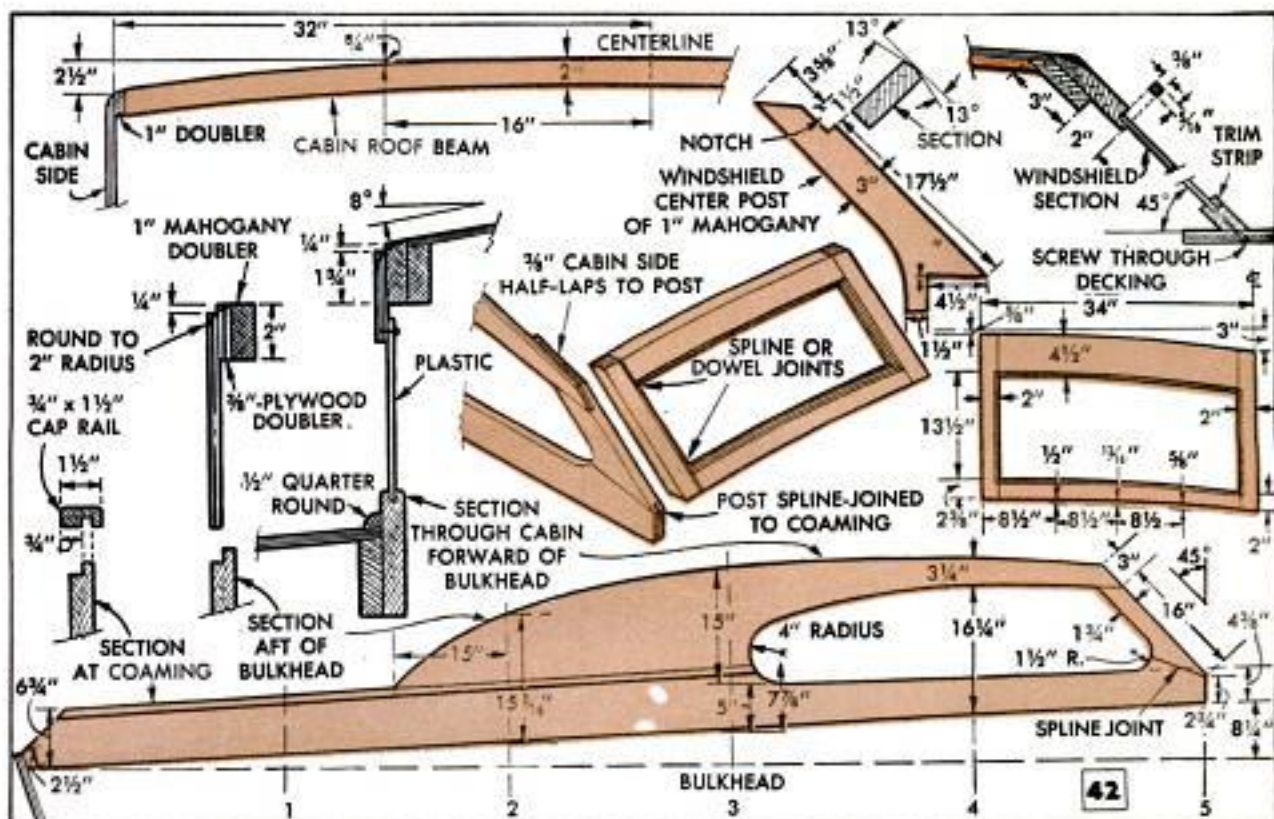 32"
CENTERLINE
2½"
2"
16"
1" DOUBLER
CABIN ROOF BEAM
CABIN
SIDE
13°
3⅜"
1½"
13°
NOTCH
SECTION
3"
17½"
WINDSHIELD
CENTER POST
OF 1" MAHOGANY
4½"
1½"
3"
2"
⅜"
5/16"
TRIM
STRIP
WINDSHIELD
SECTION
45°
SCREW THROUGH
DECKING
1" MAHOGANY
DOUBLER
¼"
2"
ROUND TO
2" RADIUS
⅜"-PLYWOOD
DOUBLER
8°
¼"
1¾"
PLASTIC
⅜" CABIN SIDE
HALF-LAPS TO POST
SPLINE OR
DOWEL JOINTS
34"
3"
4½"
2"
2"
13½"
½"
⅝"
2⅜"
8½"
8½"
8½
2"
¾" x 1½"
CAP RAIL
1½"
¾"
½" QUARTER
ROUND
SECTION
THROUGH CABIN
FORWARD OF
BULKHEAD
POST SPLINE-JOINED
TO COAMING
SECTION
AT COAMING
SECTION
AFT OF
BULKHEAD
15"
15"
4" RADIUS
3¼"
16¼"
3"
45°
16"
1¾"
1½" R.
4⅜"
6¾"
5"
7⅞"
2¾"
8¼"
SPLINE JOINT
2½"
BULKHEAD
42
1
2
3
4
5